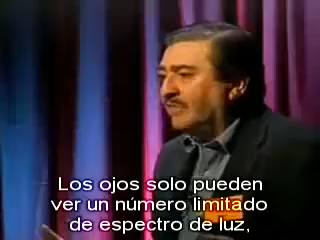 Los ojos solo pueden
ver un número limitado
de espectro de luz,